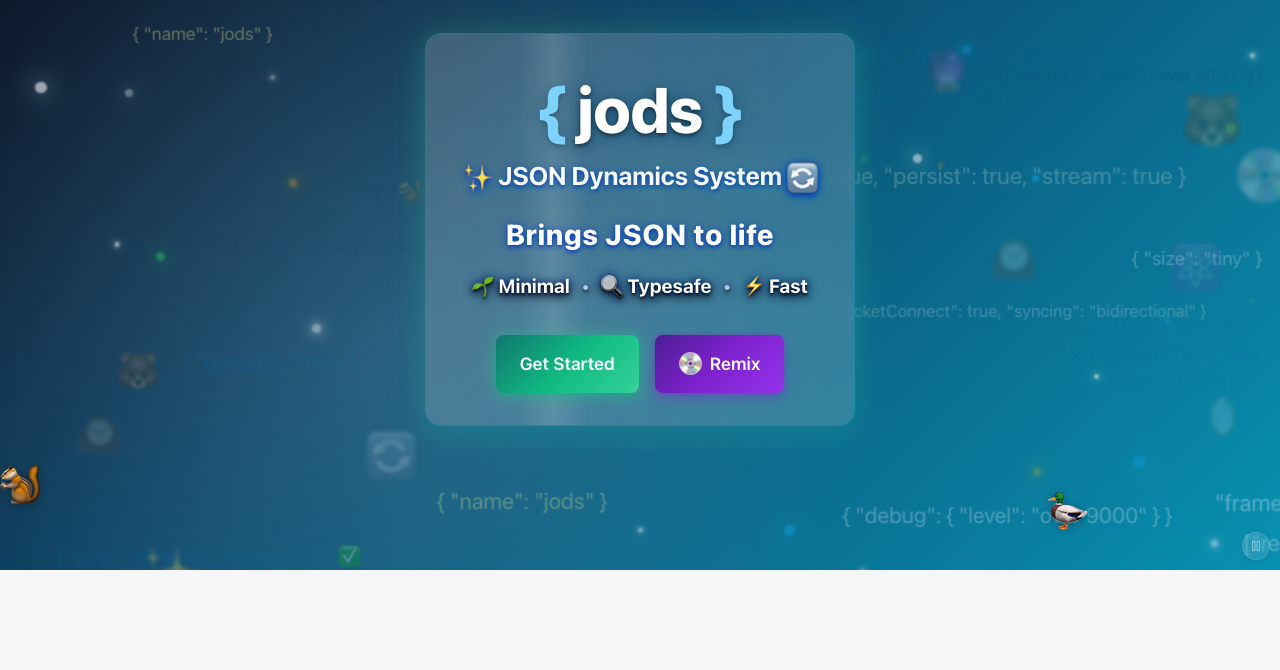 { "name": "jods" }
{ "debug": { "level": "over 9000" } }
{ jods }
JSON Dynamics System
ue, "persist": true, "stream": true }
Brings JSON to life
{ "size": "tiny" }
Minimal • Typesafe • Fast
cketConnect": true, "syncing": "bidirectional" }
Get Started
Remix
{ "name": "jods" }
"frame
{ "debug": { "level": "over 9000" } }